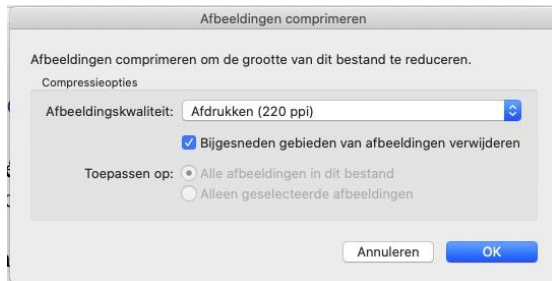 Afbeeldingen comprimeren
Afbeeldingen comprimeren om de grootte van dit bestand te reduceren.
Compressieopties
Afbeeldingskwaliteit: Afdrukken (220 ppi)
Bijgesneden gebieden van afbeeldingen verwijderen
Toepassen op: Alle afbeeldingen in dit bestand
Alleen geselecteerde afbeeldingen
Annuleren OK